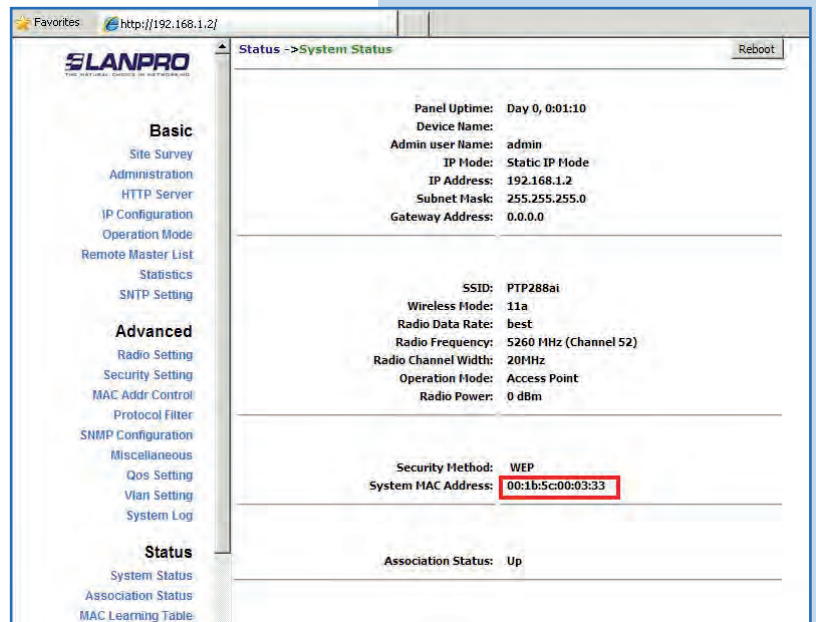 Favorites
http://192.168.1.2/
LANPRO
THE NATURAL CHOICE IN NETWORKING
Basic
Site Survey
Administration
HTTP Server
IP Configuration
Operation Mode
Remote Master List
Statistics
SNTP Setting
Advanced
Radio Setting
Security Setting
MAC Addr Control
Protocol Filter
SNMP Configuration
Miscellaneous
Qos Setting
Vlan Setting
System Log
Status
System Status
Association Status
MAC Learning Table
Status ->System Status
Reboot
Panel Uptime: Day 0, 0:01:10
Device Name:
Admin user Name: admin
IP Mode: Static IP Mode
IP Address: 192.168.1.2
Subnet Mask: 255.255.255.0
Gateway Address: 0.0.0.0
SSID: PTP288ai
Wireless Mode: 11a
Radio Data Rate: best
Radio Frequency: 5260 MHz (Channel 52)
Radio Channel Width: 20MHz
Operation Mode: Access Point
Radio Power: 0 dBm
Security Method: WEP
System MAC Address: 00:1b:5c:00:03:33
Association Status: Up